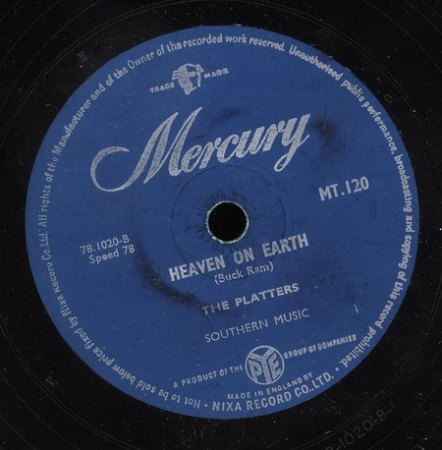 of the Manufacturer and of the Owner of the recorded work reserved. Unauthorised public performance, broadcasting and copying of this record prohibited.
TRADE MARK
Mercury
MT.120
78.1020-B
Speed 78
HEAVEN ON EARTH
(Buck Ram)
THE PLATTERS
SOUTHERN MUSIC
A PRODUCT OF THE PYE GROUP OF COMPANIES
MADE IN ENGLAND BY
• NIXA RECORD CO. LTD. •
Not to be sold below price fixed by Nixa Record Co. Ltd. All rights
8-1020-B-